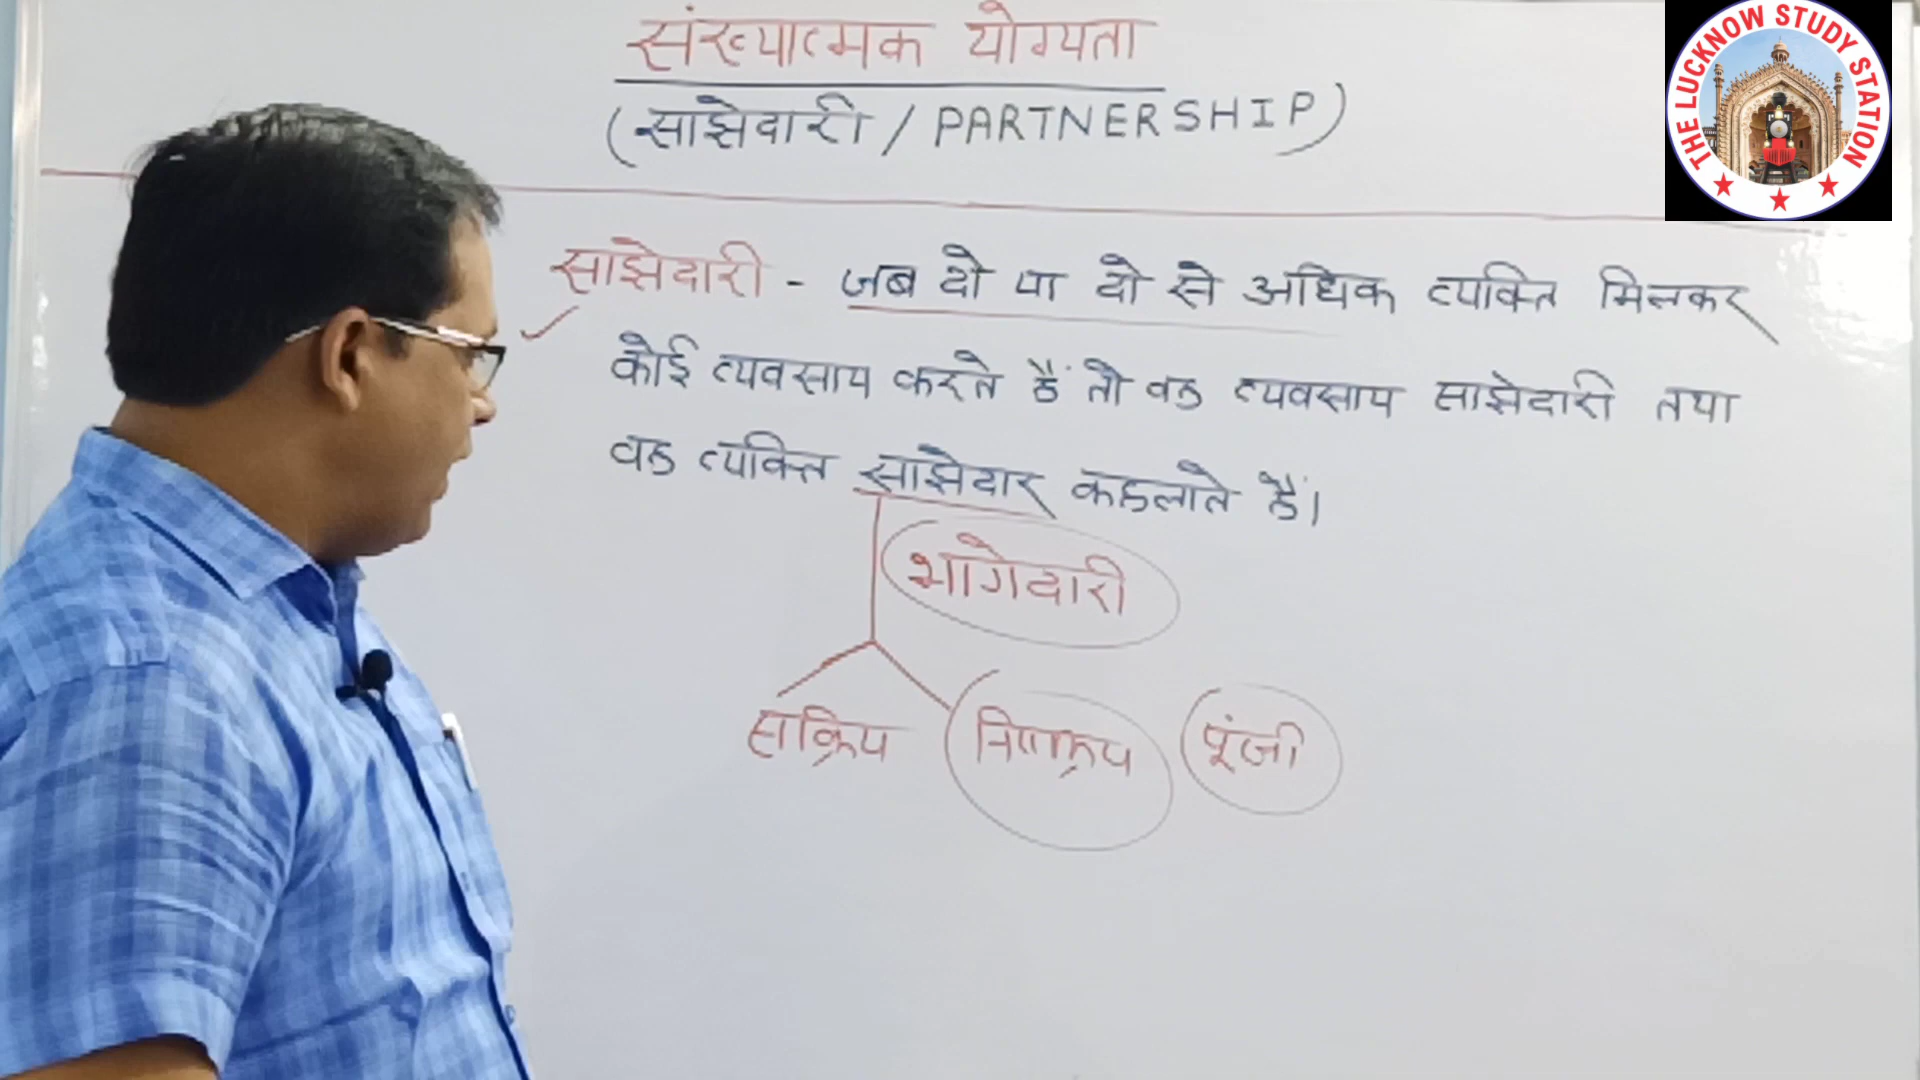 संख्यात्मक योग्यता
(साझेदारी / PARTNERSHIP)
THE LUCKNOW STUDY STATION
साझेदारी - जब दो या दो से अधिक व्यक्ति मिलकर
कोई व्यवसाय करते हैं तो वह व्यवसाय साझेदारी तथा
वह व्यक्ति साझेदार कहलाते हैं।
भागेदारी
सक्रिय निष्क्रय पूंजी